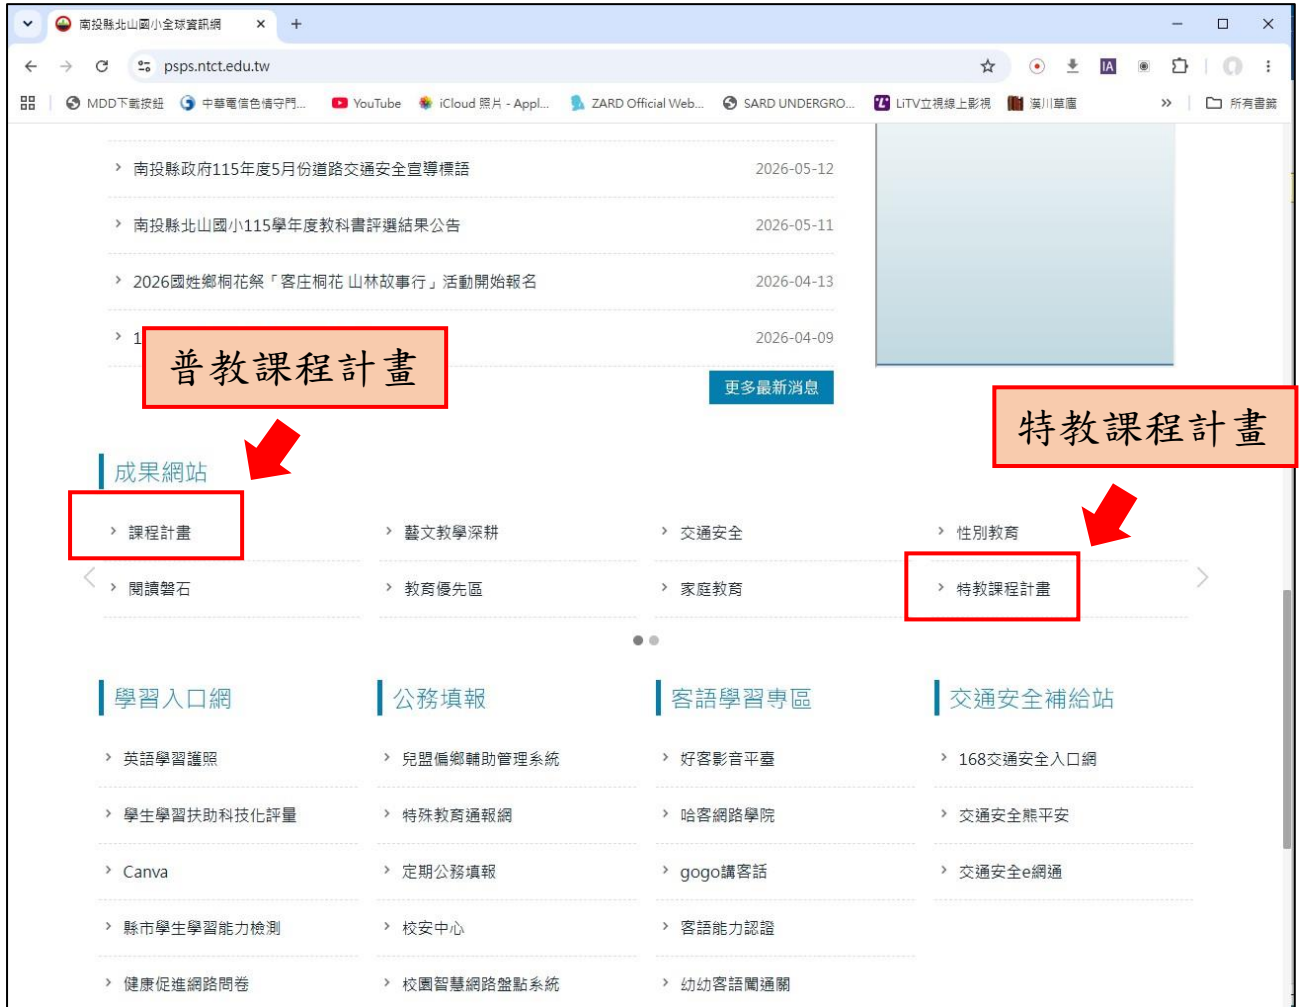 南投縣北山國小全球資訊網
psps.ntct.edu.tw
MDD下載按鈕 中華電信色情守門... YouTube iCloud 照片 - Appl... ZARD Official Web... SARD UNDERGRO... LiTV立視線上影視 漢川草廬 所有書籤
南投縣政府115年度5月份道路交通安全宣導標語 2026-05-12
南投縣北山國小115學年度教科書評選結果公告 2026-05-11
2026國姓鄉桐花祭「客庄桐花 山林故事行」活動開始報名 2026-04-13
1 2026-04-09
普教課程計畫
更多最新消息
特教課程計畫
成果網站
課程計畫 藝文教學深耕 交通安全 性別教育
閱讀磐石 教育優先區 家庭教育 特教課程計畫
學習入口網 公務填報 客語學習專區 交通安全補給站
英語學習護照 兒盟偏鄉輔助管理系統 好客影音平臺 168交通安全入口網
學生學習扶助科技化評量 特殊教育通報網 哈客網路學院 交通安全熊平安
Canva 定期公務填報 gogo講客話 交通安全e網通
縣市學生學習能力檢測 校安中心 客語能力認證
健康促進網路問卷 校園智慧網路盤點系統 幼幼客語闖通關